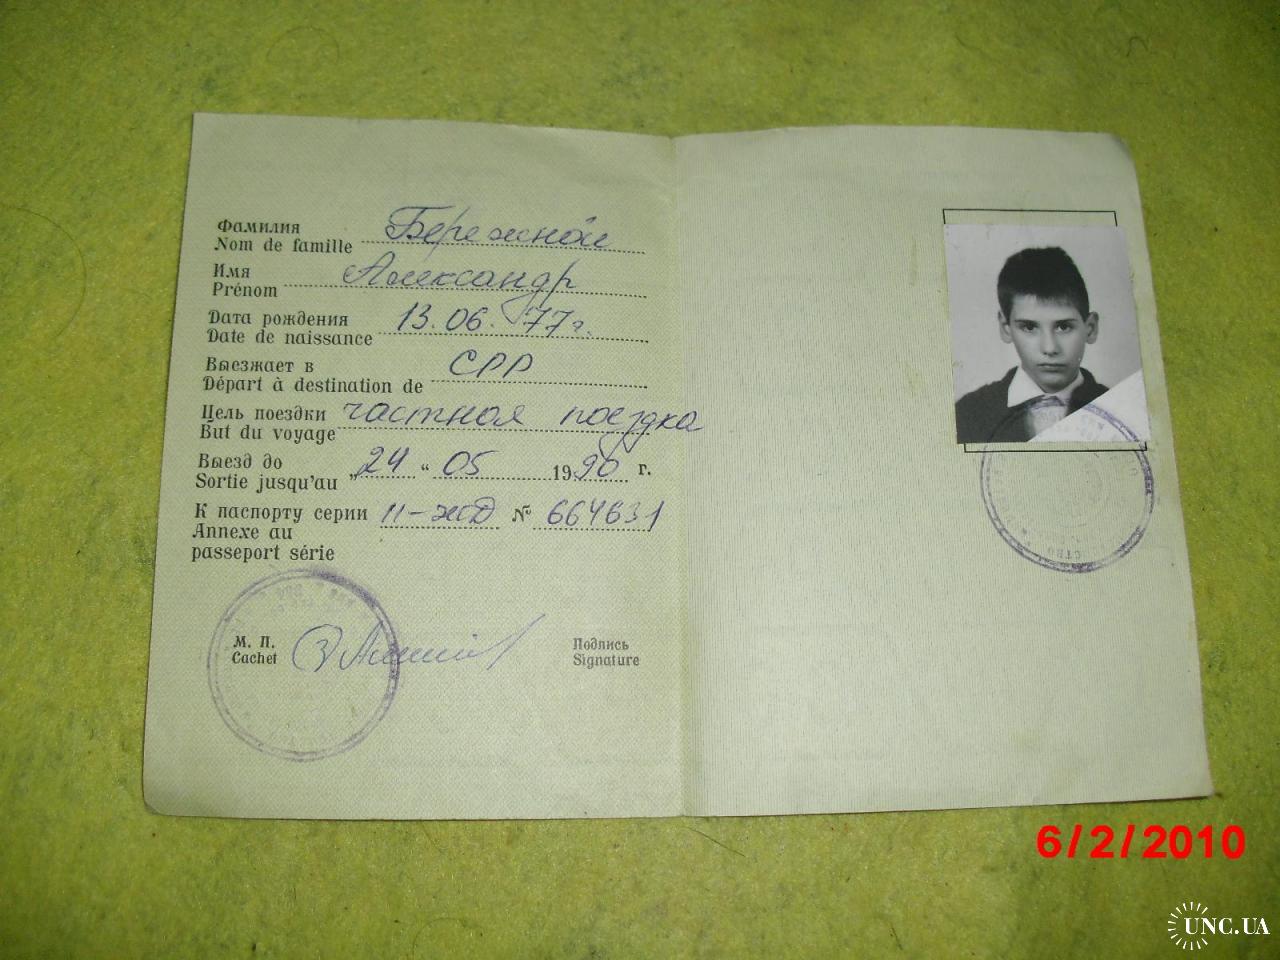 Фамилия Бережной
Nom de famille
Имя Александр
Prénom
Дата рождения 13.06.77г.
Date de naissance
Выезжает в СРР
Départ à destination de
Цель поездки частная поездка
But du voyage
Выезд до „24“ 05 1990 г.
Sortie jusqu'au
К паспорту серии II-жД № 664631
Annexe au
passeport série
М. П. Подпись
Cachet Signature
6/2/2010
UNC.UA